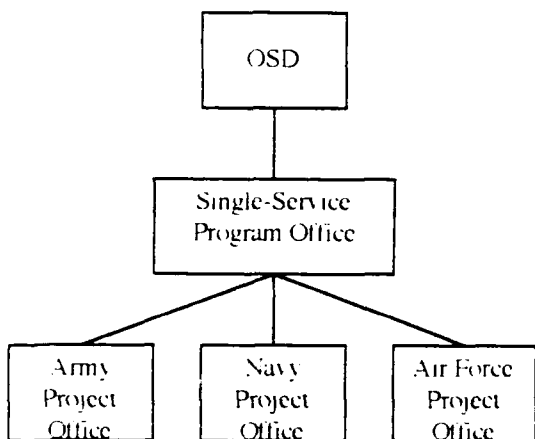 OSD
Single-Service
Program Office
Army
Project
Office
Navy
Project
Office
Air Force
Project
Office